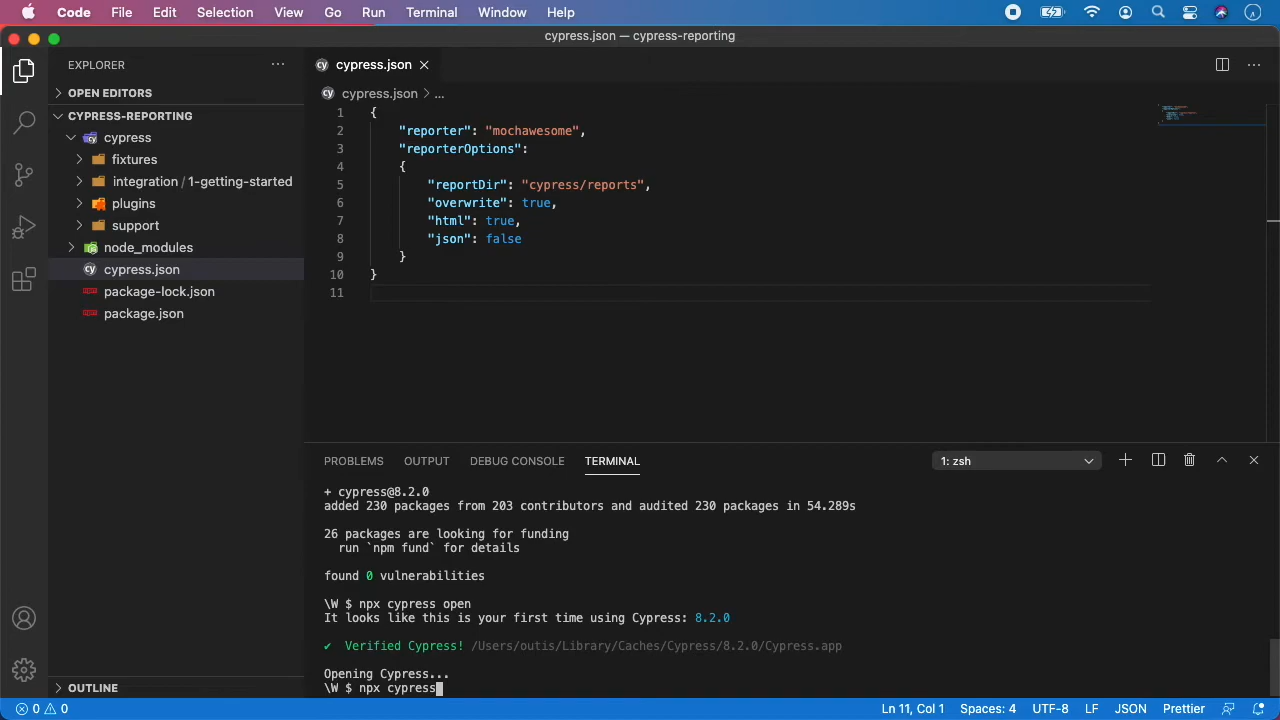 Code File Edit Selection View Go Run Terminal Window Help
cypress.json — cypress-reporting
EXPLORER
OPEN EDITORS
CYPRESS-REPORTING
cypress
fixtures
integration / 1-getting-started
plugins
support
node_modules
cypress.json
package-lock.json
package.json
OUTLINE
cypress.json
cypress.json > ...
1 {
2 "reporter": "mochawesome",
3 "reporterOptions":
4 {
5 "reportDir": "cypress/reports",
6 "overwrite": true,
7 "html": true,
8 "json": false
9 }
10 }
11
PROBLEMS OUTPUT DEBUG CONSOLE TERMINAL 1: zsh
+ cypress@8.2.0
added 230 packages from 203 contributors and audited 230 packages in 54.289s
26 packages are looking for funding
run `npm fund` for details
found 0 vulnerabilities
\W $ npx cypress open
It looks like this is your first time using Cypress: 8.2.0
✔ Verified Cypress! /Users/outis/Library/Caches/Cypress/8.2.0/Cypress.app
Opening Cypress...
\W $ npx cypress
0 0 Ln 11, Col 1 Spaces: 4 UTF-8 LF JSON Prettier